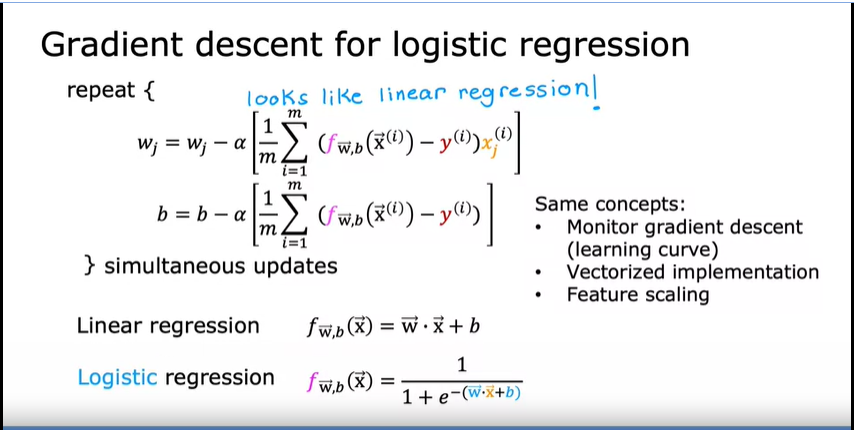 Gradient descent for logistic regression
repeat {
looks like linear regression!
w_j = w_j − α [ 1/m ∑_{i=1}^{m} (f_{w⃗,b}(x⃗^{(i)}) − y^{(i)}) x_j^{(i)} ]
b = b − α [ 1/m ∑_{i=1}^{m} (f_{w⃗,b}(x⃗^{(i)}) − y^{(i)}) ]
} simultaneous updates
Same concepts:
• Monitor gradient descent
(learning curve)
• Vectorized implementation
• Feature scaling
Linear regression f_{w⃗,b}(x⃗) = w⃗ · x⃗ + b
Logistic regression f_{w⃗,b}(x⃗) = 1 / (1 + e^{−(w⃗·x⃗+b)})